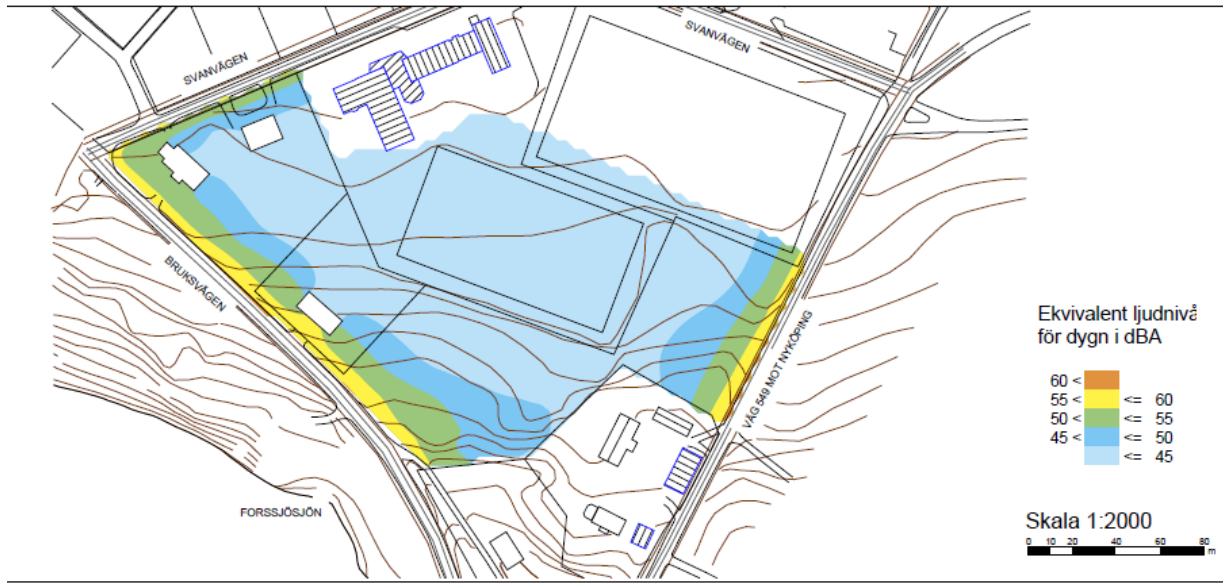 SVANVÄGEN
SVANVÄGEN
BRUKSVÄGEN
VÄG 549 MOT NYKÖPING
FORSSJÖSJÖN
Ekvivalent ljudnivå
för dygn i dBA
60 <
55 < <= 60
50 < <= 55
45 < <= 50
<= 45
Skala 1:2000
0 10 20 40 60 80
m